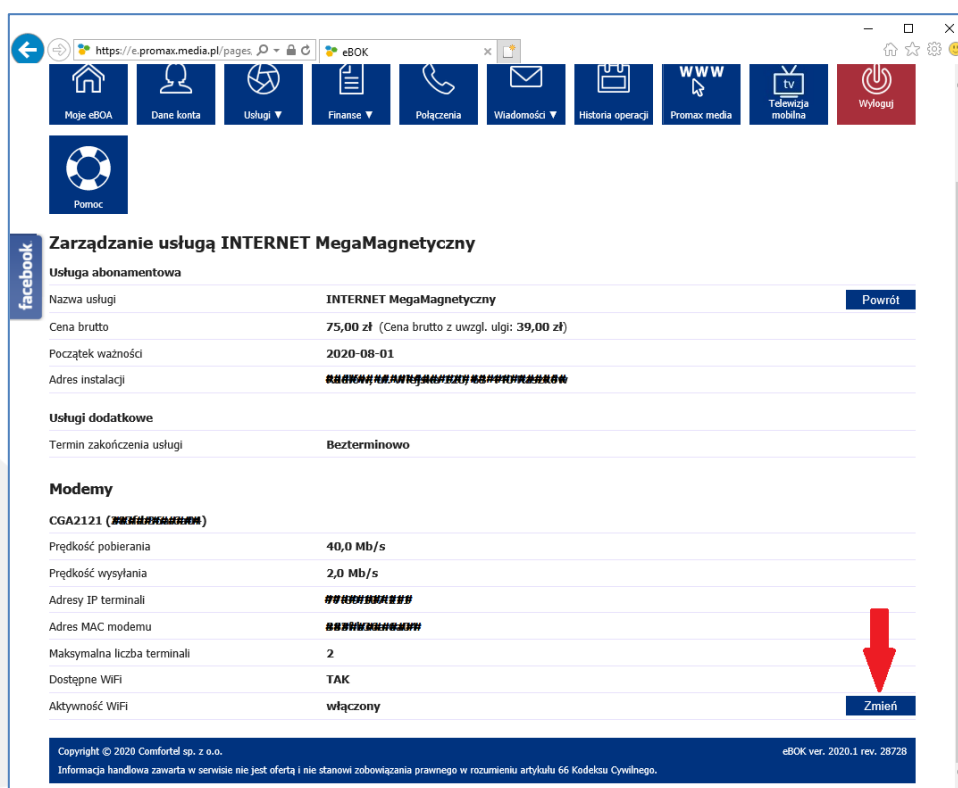 https://e.promax.media.pl/pages,
eBOK
Moje eBOA
Dane konta
Usługi ▼
Finanse ▼
Połączenia
Wiadomości ▼
Historia operacji
www
Promax media
tv
Telewizja
mobilna
Wyloguj
Pomoc
facebook
Zarządzanie usługą INTERNET MegaMagnetyczny
Usługa abonamentowa
Nazwa usługi INTERNET MegaMagnetyczny Powrót
Cena brutto 75,00 zł (Cena brutto z uwzgl. ulgi: 39,00 zł)
Początek ważności 2020-08-01
Adres instalacji
Usługi dodatkowe
Termin zakończenia usługi Bezterminowo
Modemy
CGA2121
Prędkość pobierania 40,0 Mb/s
Prędkość wysyłania 2,0 Mb/s
Adresy IP terminali
Adres MAC modemu
Maksymalna liczba terminali 2
Dostępne WiFi TAK
Aktywność WiFi włączony Zmień
Copyright © 2020 Comfortel sp. z o.o. eBOK ver. 2020.1 rev. 28728
Informacja handlowa zawarta w serwisie nie jest ofertą i nie stanowi zobowiązania prawnego w rozumieniu artykułu 66 Kodeksu Cywilnego.